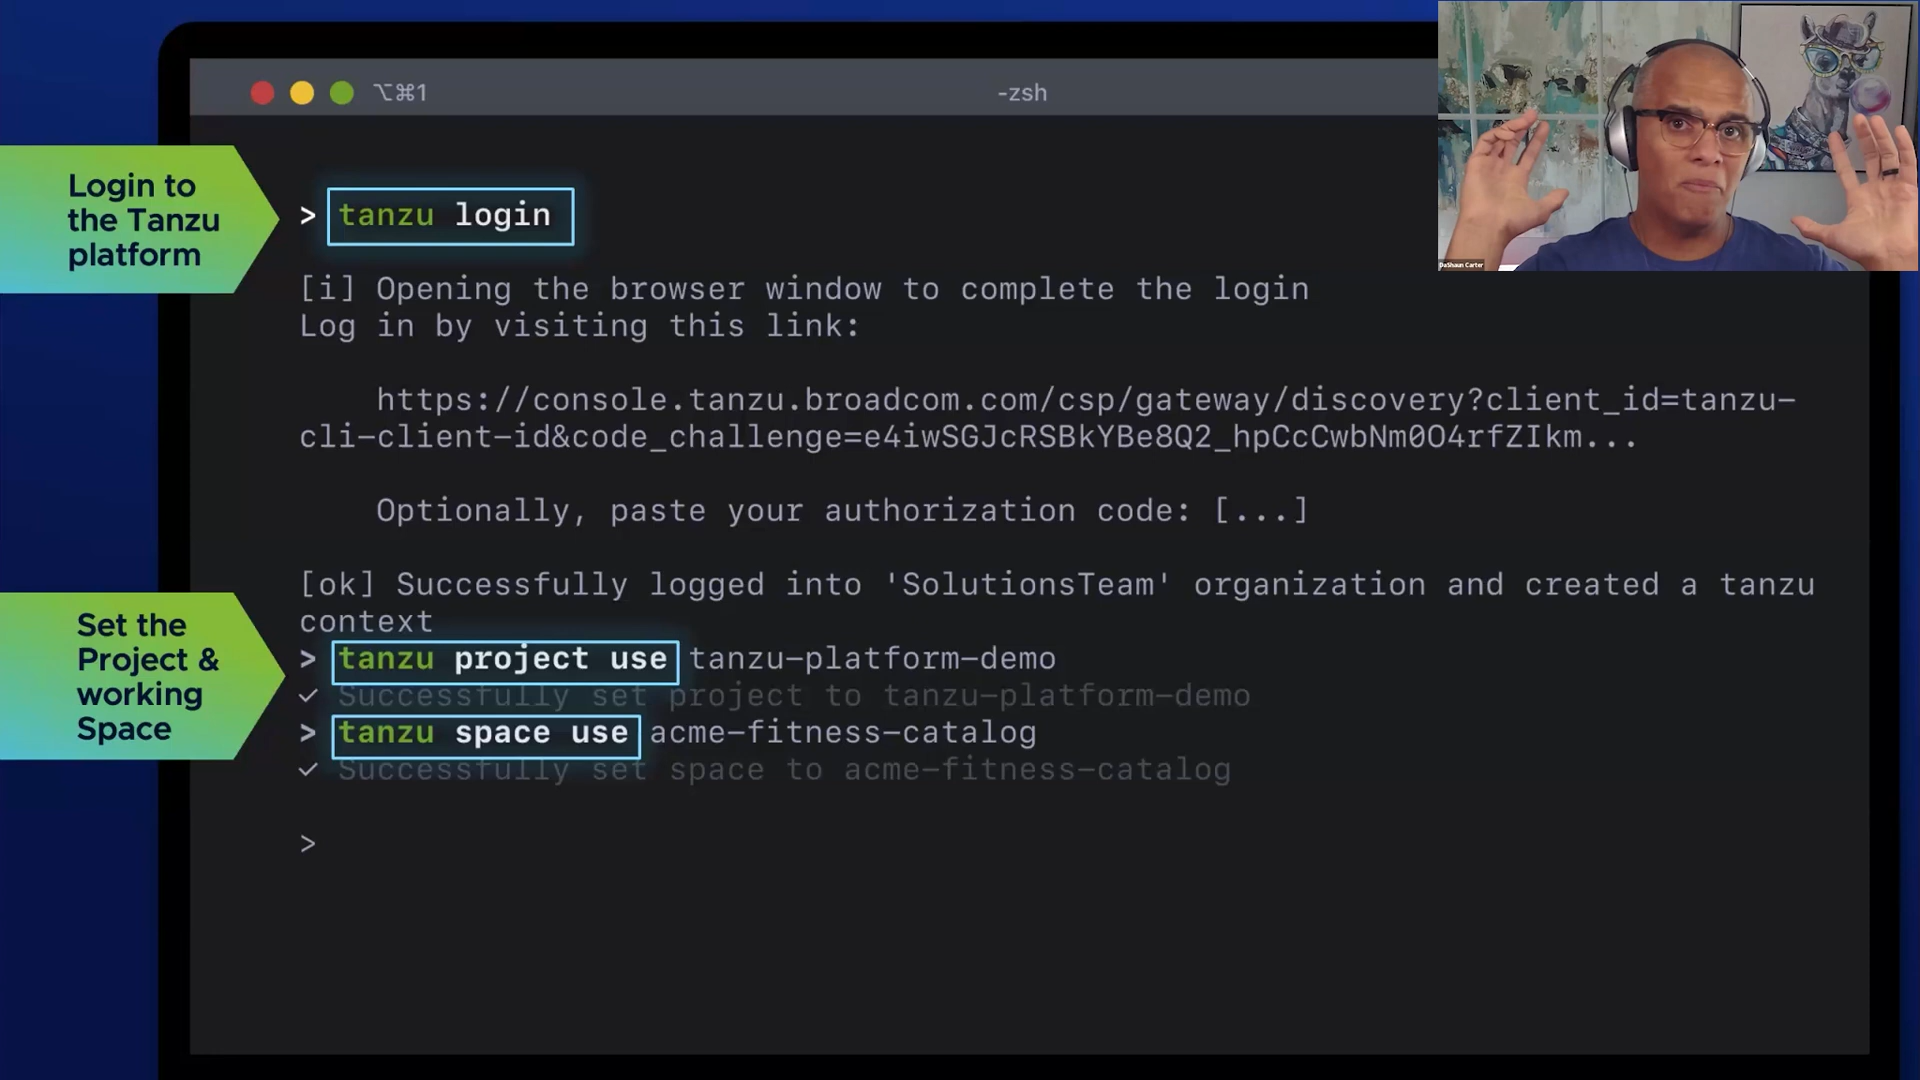 ⌥⌘1
-zsh
Login to
the Tanzu
platform
> tanzu login
[i] Opening the browser window to complete the login
Log in by visiting this link:
https://console.tanzu.broadcom.com/csp/gateway/discovery?client_id=tanzu-
cli-client-id&code_challenge=e4iwSGJcRSBkYBe8Q2_hpCcCwbNm0O4rfZIkm...
Optionally, paste your authorization code: [...]
[ok] Successfully logged into 'SolutionsTeam' organization and created a tanzu
context
Set the
Project &
working
Space
> tanzu project use tanzu-platform-demo
✓ Successfully set project to tanzu-platform-demo
> tanzu space use acme-fitness-catalog
✓ Successfully set space to acme-fitness-catalog
>
DaShaun Carter